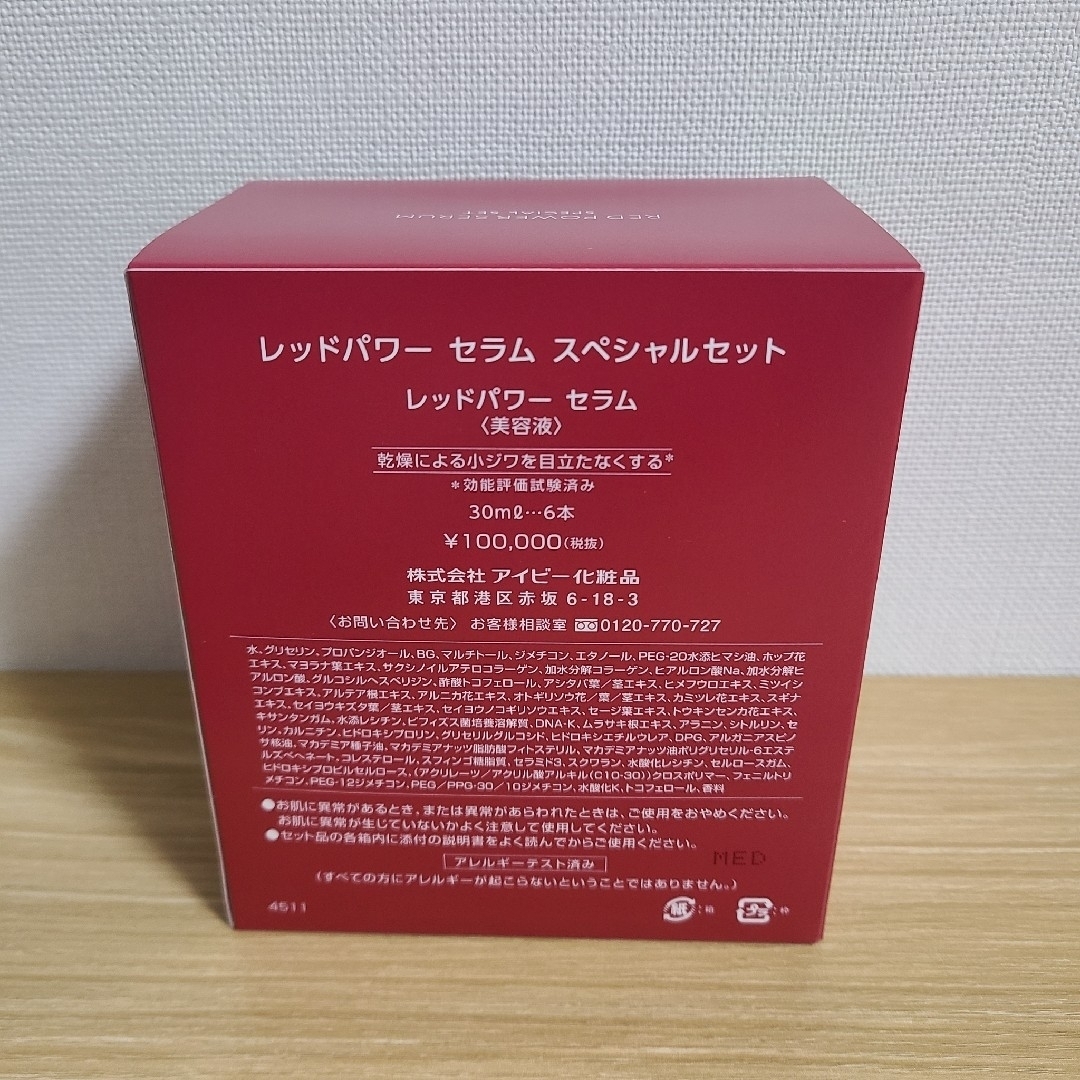 RED POWER SERUM
SPECIAL SET
レッドパワー セラム スペシャルセット
レッドパワー セラム
〈美容液〉
乾燥による小ジワを目立たなくする*
*効能評価試験済み
30mℓ…6本
¥100,000(税抜)
株式会社 アイビー化粧品
東京都港区赤坂 6-18-3
〈お問い合わせ先〉 お客様相談室 0120-770-727
水、グリセリン、プロパンジオール、BG、マルチトール、ジメチコン、エタノール、PEG-20水添ヒマシ油、ホップ花
エキス、マヨラナ葉エキス、サクシノイルアテロコラーゲン、加水分解コラーゲン、ヒアルロン酸Na、加水分解ヒ
アルロン酸、グルコシルヘスペリジン、酢酸トコフェロール、アシタバ葉/茎エキス、ヒメフウロエキス、ミツイシ
コンブエキス、アルテア根エキス、アルニカ花エキス、オトギリソウ花/葉/茎エキス、カミツレ花エキス、スギナ
エキス、セイヨウキズタ葉/茎エキス、セイヨウノコギリソウエキス、セージ葉エキス、トウキンセンカ花エキス、
キサンタンガム、水添レシチン、ビフィズス菌培養溶解質、DNA-K、ムラサキ根エキス、アラニン、シトルリン、セ
リン、カルニチン、ヒドロキシプロリン、グリセリルグルコシド、ヒドロキシエチルウレア、DPG、アルガニアスピノ
サ核油、マカデミア種子油、マカデミアナッツ脂肪酸フィトステリル、マカデミアナッツ油ポリグリセリル-6エステ
ルズベヘネート、コレステロール、スフィンゴ糖脂質、セラミド3、スクワラン、水酸化レシチン、セルロースガム、
ヒドロキシプロピルセルロース、(アクリレーツ/アクリル酸アルキル(C10-30))クロスポリマー、フェニルトリ
メチコン、PEG-12ジメチコン、PEG/PPG-30/10ジメチコン、水酸化K、トコフェロール、香料
●お肌に異常があるとき、または異常があらわれたときは、ご使用をおやめください。
お肌に異常が生じていないかよく注意して使用してください。
●セット品の各箱内に添付の説明書をよく読んでからご使用ください。
MED
アレルギーテスト済み
(すべての方にアレルギーが起こらないということではありません。)
4511
紙:箱 プラ:枠